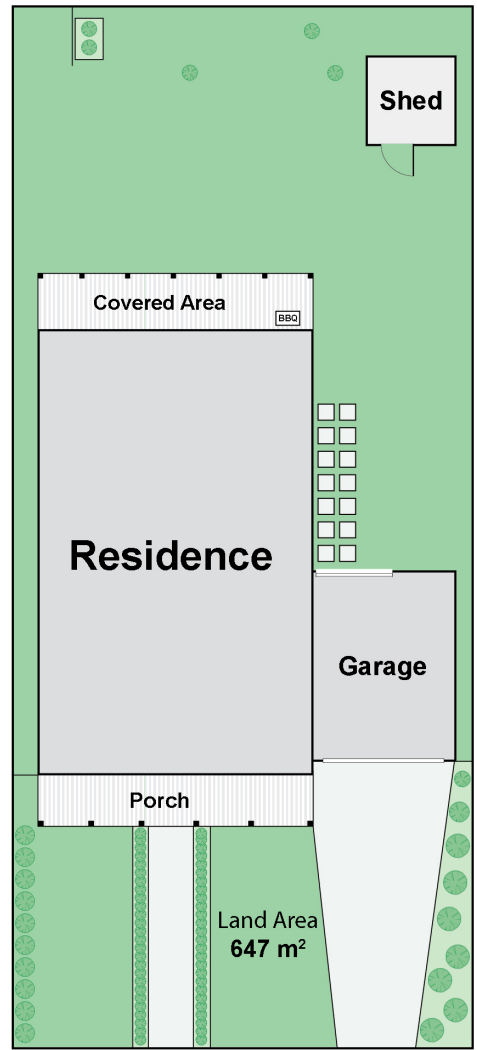 Shed
Covered Area
BBQ
Residence
Garage
Porch
Land Area
647 m²